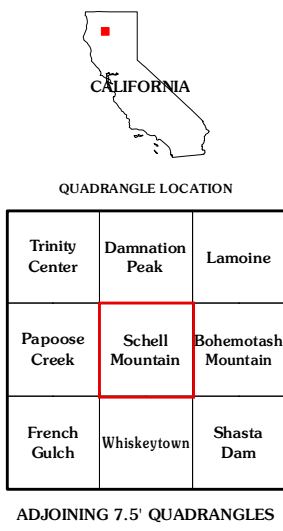 CALIFORNIA
QUADRANGLE LOCATION
Trinity
Center
Damnation
Peak
Lamoine
Papoose
Creek
Schell
Mountain
Bohemotash
Mountain
French
Gulch
Whiskeytown
Shasta
Dam
ADJOINING 7.5' QUADRANGLES